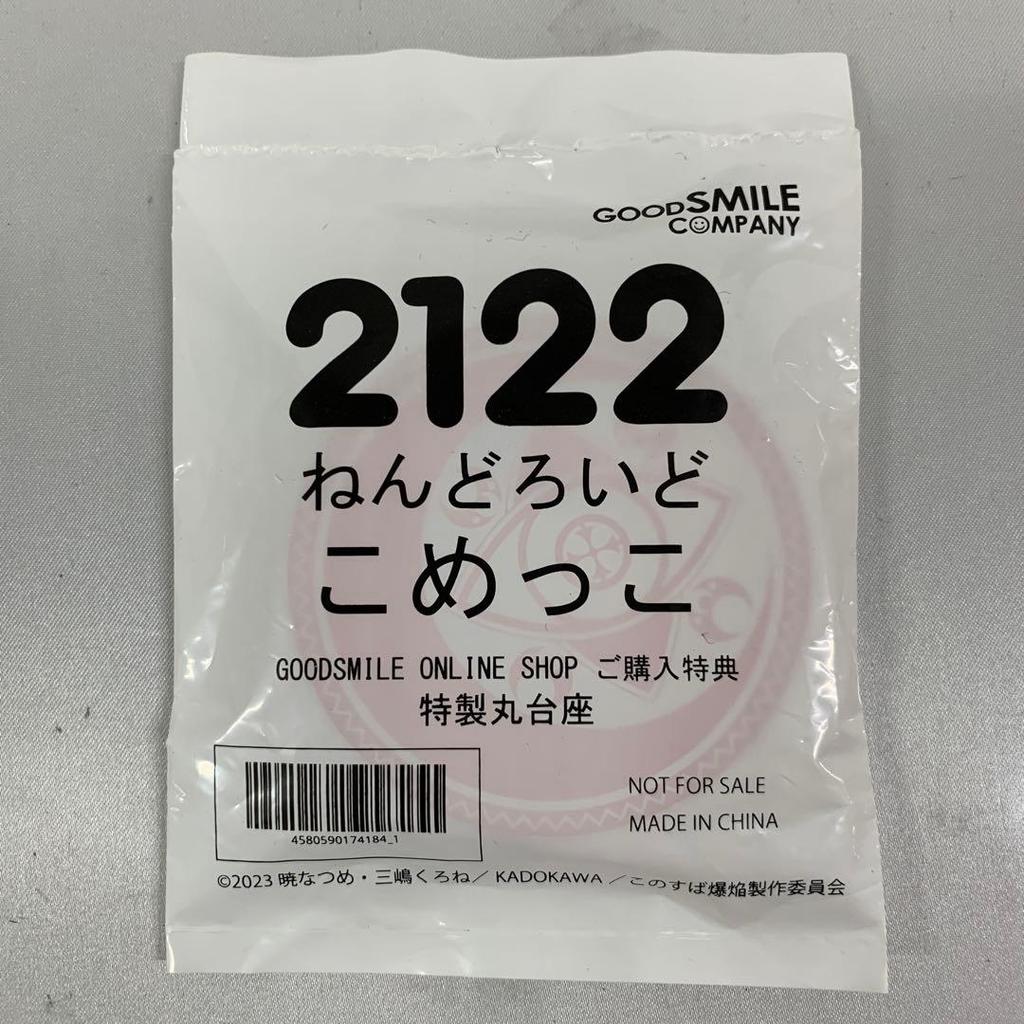 GOODSMILE
COMPANY
2122
ねんどろいど
こめっこ
GOODSMILE ONLINE SHOP ご購入特典
特製丸台座
4580590174184_1
NOT FOR SALE
MADE IN CHINA
©2023 暁なつめ・三嶋くろね／KADOKAWA／このすば爆焔製作委員会